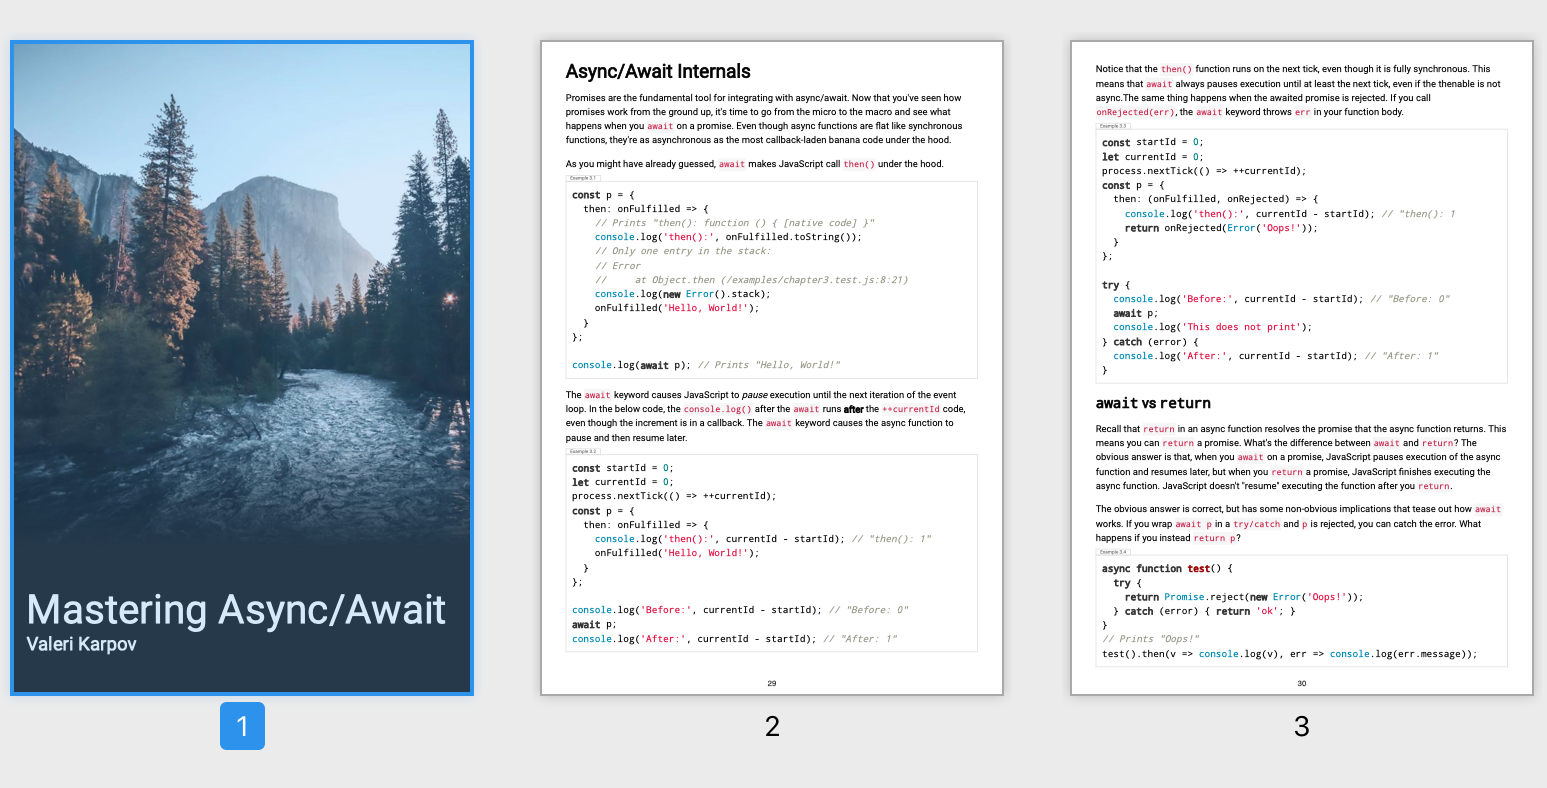 Mastering Async/Await
Valeri Karpov
1
Async/Await Internals
Promises are the fundamental tool for integrating with async/await. Now that you've seen how
promises work from the ground up, it's time to go from the micro to the macro and see what
happens when you await on a promise. Even though async functions are flat like synchronous
functions, they're as asynchronous as the most callback-laden banana code under the hood.
As you might have already guessed, await makes JavaScript call then() under the hood.
Example 3.1
const p = {
  then: onFulfilled => {
    // Prints "then(): function () { [native code] }"
    console.log('then():', onFulfilled.toString());
    // Only one entry in the stack:
    // Error
    //     at Object.then (/examples/chapter3.test.js:8:21)
    console.log(new Error().stack);
    onFulfilled('Hello, World!');
  }
};
console.log(await p); // Prints "Hello, World!"
The await keyword causes JavaScript to pause execution until the next iteration of the event
loop. In the below code, the console.log() after the await runs after the ++currentId code,
even though the increment is in a callback. The await keyword causes the async function to
pause and then resume later.
Example 3.2
const startId = 0;
let currentId = 0;
process.nextTick(() => ++currentId);
const p = {
  then: onFulfilled => {
    console.log('then():', currentId - startId); // "then(): 1"
    onFulfilled('Hello, World!');
  }
};
console.log('Before:', currentId - startId); // "Before: 0"
await p;
console.log('After:', currentId - startId); // "After: 1"
29
2
Notice that the then() function runs on the next tick, even though it is fully synchronous. This
means that await always pauses execution until at least the next tick, even if the thenable is not
async.The same thing happens when the awaited promise is rejected. If you call
onRejected(err), the await keyword throws err in your function body.
Example 3.3
const startId = 0;
let currentId = 0;
process.nextTick(() => ++currentId);
const p = {
  then: (onFulfilled, onRejected) => {
    console.log('then():', currentId - startId); // "then(): 1
    return onRejected(Error('Oops!'));
  }
};
try {
  console.log('Before:', currentId - startId); // "Before: 0"
  await p;
  console.log('This does not print');
} catch (error) {
  console.log('After:', currentId - startId); // "After: 1"
}
await vs return
Recall that return in an async function resolves the promise that the async function returns. This
means you can return a promise. What's the difference between await and return? The
obvious answer is that, when you await on a promise, JavaScript pauses execution of the async
function and resumes later, but when you return a promise, JavaScript finishes executing the
async function. JavaScript doesn't "resume" executing the function after you return.
The obvious answer is correct, but has some non-obvious implications that tease out how await
works. If you wrap await p in a try/catch and p is rejected, you can catch the error. What
happens if you instead return p?
Example 3.4
async function test() {
  try {
    return Promise.reject(new Error('Oops!'));
  } catch (error) { return 'ok'; }
}
// Prints "Oops!"
test().then(v => console.log(v), err => console.log(err.message));
30
3